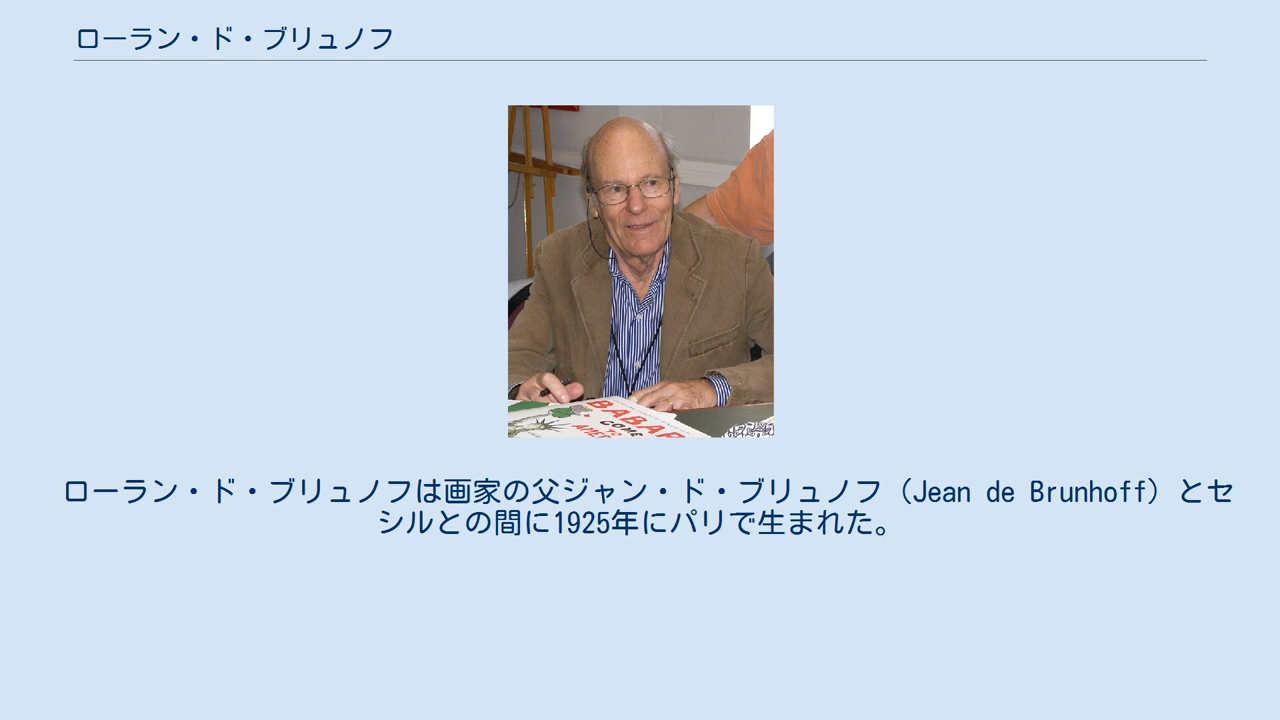 ローラン・ド・ブリュノフ
BABAR
COMES
TO
ローラン・ド・ブリュノフは画家の父ジャン・ド・ブリュノフ（Jean de Brunhoff）とセ
シルとの間に1925年にパリで生まれた。